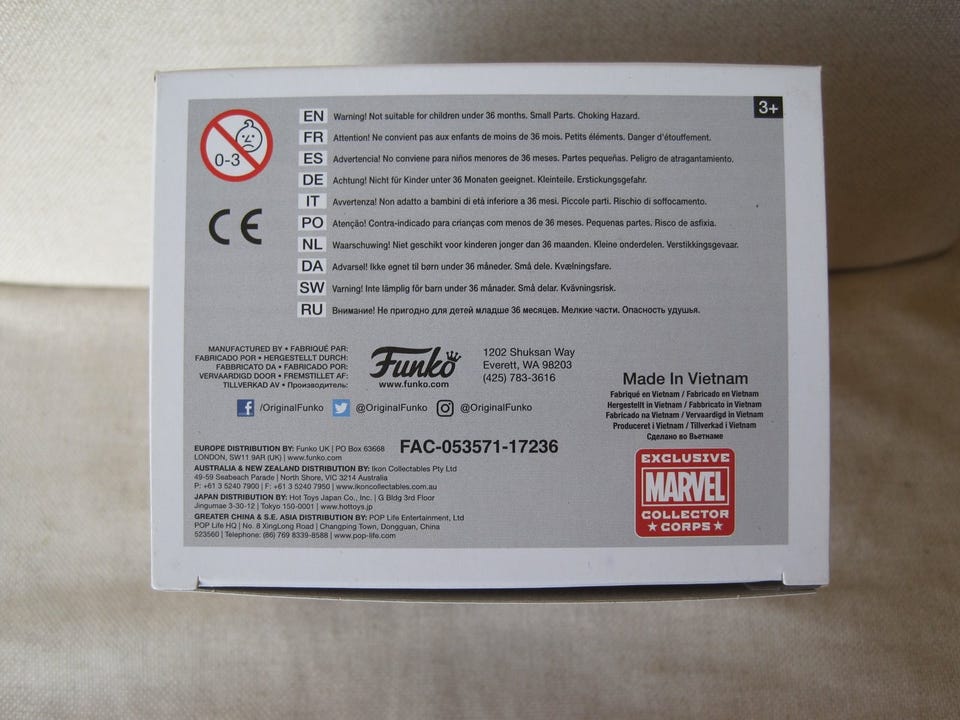 3+
0-3
CE
EN Warning! Not suitable for children under 36 months. Small Parts. Choking Hazard.
FR Attention! Ne convient pas aux enfants de moins de 36 mois. Petits éléments. Danger d'étouffement.
ES Advertencia! No conviene para niños menores de 36 meses. Partes pequeñas. Peligro de atragantamiento.
DE Achtung! Nicht für Kinder unter 36 Monaten geeignet. Kleinteile. Erstickungsgefahr.
IT Avvertenza! Non adatto a bambini di età inferiore a 36 mesi. Piccole parti. Rischio di soffocamento.
PO Atenção! Contra-indicado para crianças com menos de 36 meses. Pequenas partes. Risco de asfixia.
NL Waarschuwing! Niet geschikt voor kinderen jonger dan 36 maanden. Kleine onderdelen. Verstikkingsgevaar.
DA Advarsel! Ikke egnet til børn under 36 måneder. Små dele. Kvælningsfare.
SW Varning! Inte lämplig för barn under 36 månader. Små delar. Kvävningsrisk.
RU Внимание! Не пригодно для детей младше 36 месяцев. Мелкие части. Опасность удушья.
MANUFACTURED BY • FABRIQUÉ PAR:
FABRICADO POR • HERGESTELLT DURCH:
FABBRICATO DA • FABRICADO POR:
VERVAARDIGD DOOR • FREMSTILLET AF:
TILLVERKAD AV • Производитель:
Funko
www.funko.com
1202 Shuksan Way
Everett, WA 98203
(425) 783-3616
/OriginalFunko @OriginalFunko @OriginalFunko
Made In Vietnam
Fabriqué en Vietnam / Fabricado en Vietnam
Hergestellt in Vietnam / Fabbricato in Vietnam
Fabricado na Vietnam / Vervaardigd in Vietnam
Produceret i Vietnam / Tillverkad i Vietnam
Сделано во Вьетнаме
FAC-053571-17236
EUROPE DISTRIBUTION BY: Funko UK | PO Box 63668
LONDON, SW11 9AR (UK) | www.funko.com
AUSTRALIA & NEW ZEALAND DISTRIBUTION BY: Ikon Collectables Pty Ltd
49-59 Seabeach Parade | North Shore, VIC 3214 Australia
P: +61 3 5240 7900 | F: +61 3 5240 7950 | www.ikoncollectables.com.au
JAPAN DISTRIBUTION BY: Hot Toys Japan Co., Inc. | G Bldg 3rd Floor
Jingumae 3-30-12 | Tokyo 150-0001 | www.hottoys.jp
GREATER CHINA & S.E. ASIA DISTRIBUTION BY: POP Life Entertainment, Ltd
POP Life HQ | No. 8 XingLong Road | Changping Town, Dongguan, China
523560 | Telephone: (86) 769 8339-8588 | www.pop-life.com
EXCLUSIVE
MARVEL
COLLECTOR
CORPS